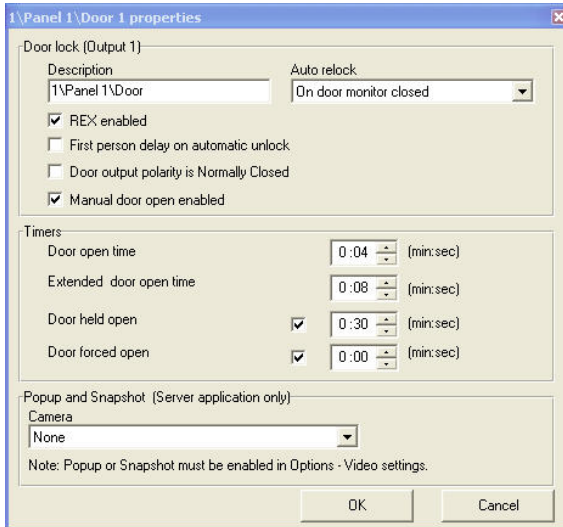 1\Panel 1\Door 1 properties
Door lock (Output 1)
Description
Auto relock
1\Panel 1\Door
On door monitor closed
REX enabled
First person delay on automatic unlock
Door output polarity is Normally Closed
Manual door open enabled
Timers
Door open time 0:04 (min:sec)
Extended door open time 0:08 (min:sec)
Door held open 0:30 (min:sec)
Door forced open 0:00 (min:sec)
Popup and Snapshot (Server application only)
Camera
None
Note: Popup or Snapshot must be enabled in Options - Video settings.
OK Cancel